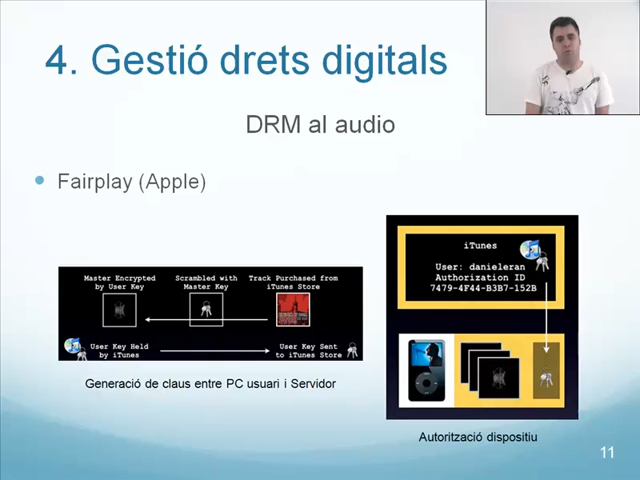 4. Gestió drets digitals
DRM al audio
Fairplay (Apple)
Master Encrypted
by User Key
Scrambled with
Master Key
Track Purchased from
iTunes Store
User Key Held
by iTunes
User Key Sent
to iTunes Store
Generació de claus entre PC usuari i Servidor
iTunes
User: danieleran
Authorization ID
7479-4F44-B3B7-152B
Autorització dispositiu
11